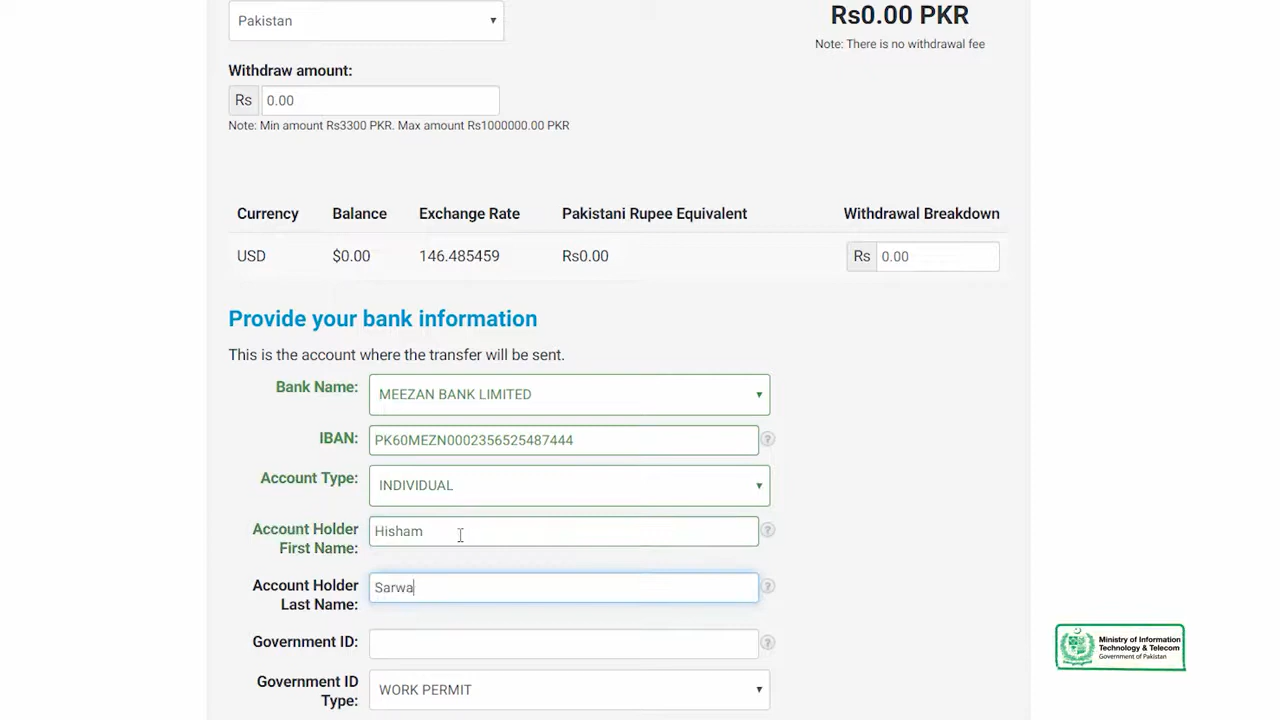 Pakistan
Rs0.00 PKR
Note: There is no withdrawal fee
Withdraw amount:
Rs 0.00
Note: Min amount Rs3300 PKR. Max amount Rs1000000.00 PKR
Currency Balance Exchange Rate Pakistani Rupee Equivalent Withdrawal Breakdown
USD $0.00 146.485459 Rs0.00 Rs 0.00
Provide your bank information
This is the account where the transfer will be sent.
Bank Name: MEEZAN BANK LIMITED
IBAN: PK60MEZN0002356525487444 ?
Account Type: INDIVIDUAL
Account Holder
First Name: Hisham ?
Account Holder
Last Name: Sarwa ?
Government ID: ?
Government ID
Type: WORK PERMIT
Ministry of Information
Technology & Telecom
Government of Pakistan